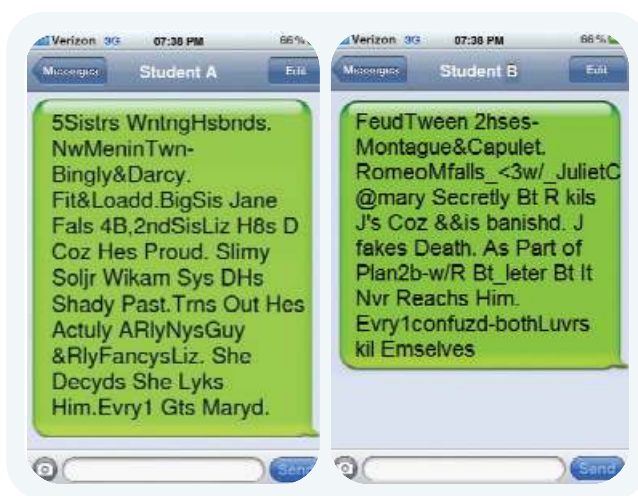 Verizon 3G 07:38 PM 66%
Messages Student A Edit
5Sistrs WntngHsbnds.
NwMeninTwn-
Bingly&Darcy.
Fit&Loadd.BigSis Jane
Fals 4B,2ndSisLiz H8s D
Coz Hes Proud. Slimy
Soljr Wikam Sys DHs
Shady Past.Trns Out Hes
Actuly ARlyNysGuy
&RlyFancysLiz. She
Decyds She Lyks
Him.Evry1 Gts Maryd.
Send
Verizon 3G 07:38 PM 66%
Messages Student B Edit
FeudTween 2hses-
Montague&Capulet.
RomeoMfalls_<3w/_JulietC
@mary Secretly Bt R kils
J's Coz &&is banishd. J
fakes Death. As Part of
Plan2b-w/R Bt_leter Bt It
Nvr Reachs Him.
Evry1confuzd-bothLuvrs
kil Emselves
Send